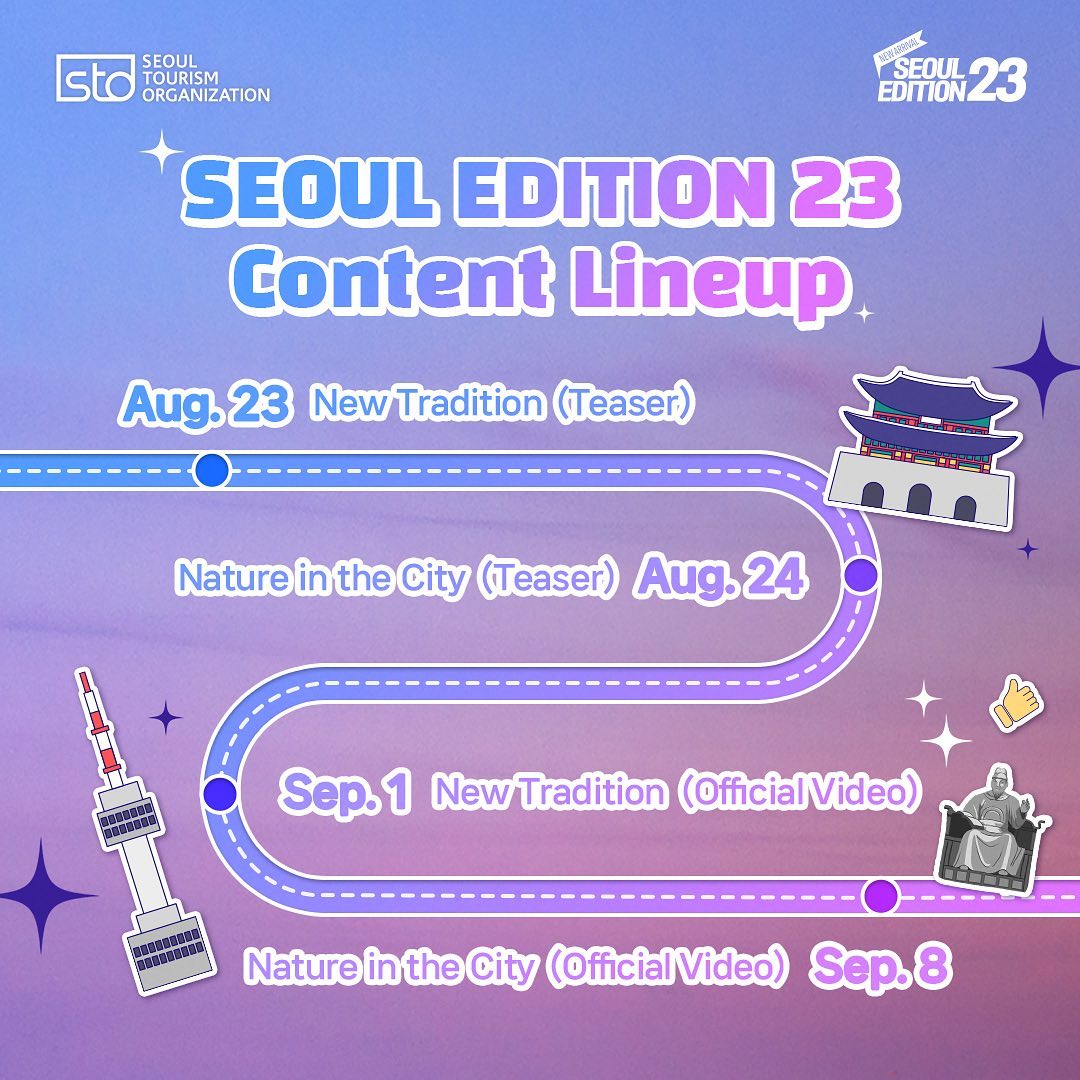 sto
SEOUL
TOURISM
ORGANIZATION
NEW ARRIVAL
SEOUL
EDITION 23
SEOUL EDITION 23
Content Lineup
Aug. 23 New Tradition (Teaser)
Nature in the City (Teaser) Aug. 24
Sep. 1 New Tradition (Official Video)
Nature in the City (Official Video) Sep. 8